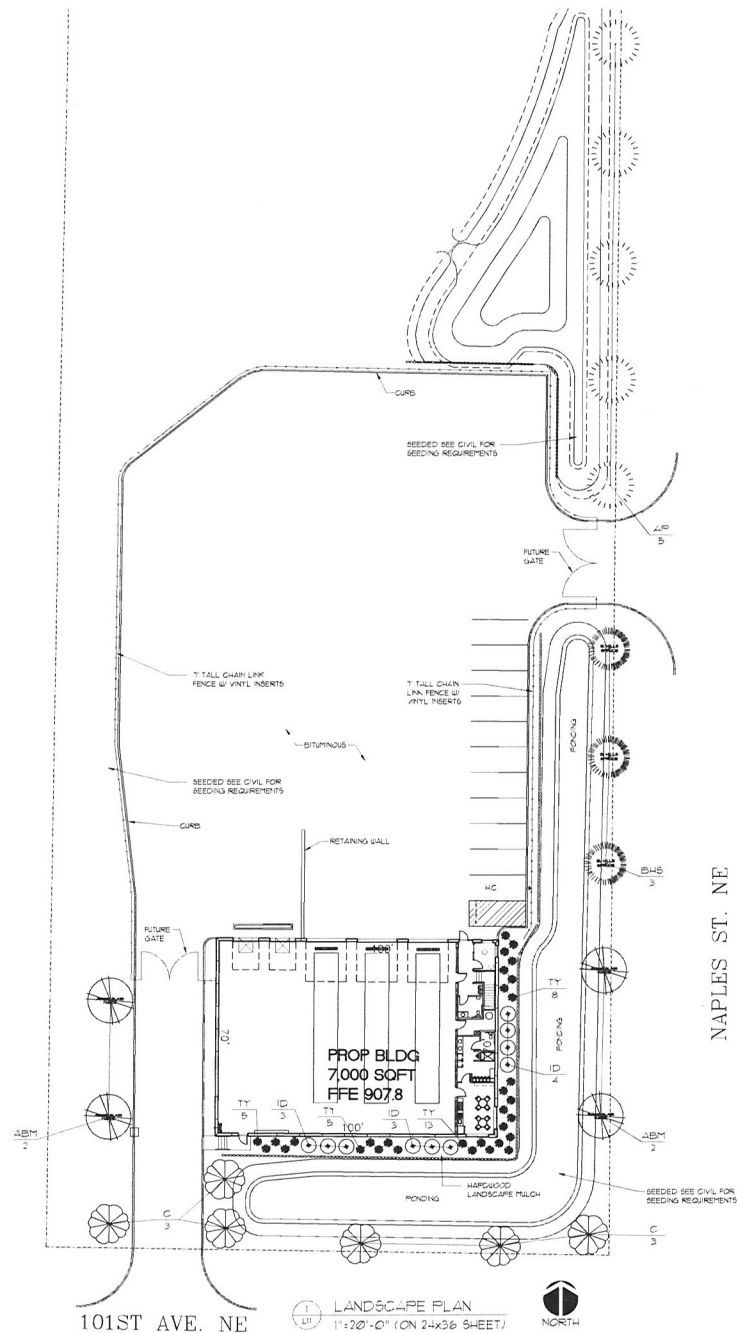 CURB
SEEDED SEE CIVIL FOR
SEEDING REQUIREMENTS
AP
5
FUTURE
GATE
7' TALL CHAIN LINK
FENCE W/ VINYL INSERTS
7' TALL CHAIN
LINK FENCE W/
VINYL INSERTS
PONDING
BITUMINOUS
SEEDED SEE CIVIL FOR
SEEDING REQUIREMENTS
CURB
RETAINING WALL
BHS
3
HC
NAPLES ST. NE
FUTURE
GATE
100'
TY
8
PONDING
70'
PROP BLDG
7,000 SQFT
FFE 907.8
ID
4
TY
5
ID
3
TY
5
ID
3
TY
13
100'
ABM
2
ABM
2
HARDWOOD
LANDSCAPE MULCH
PONDING
SEEDED SEE CIVIL FOR
SEEDING REQUIREMENTS
C
3
C
3
101ST AVE. NE
1
L1.1
LANDSCAPE PLAN
1"=20'-0" (ON 24x36 SHEET)
NORTH